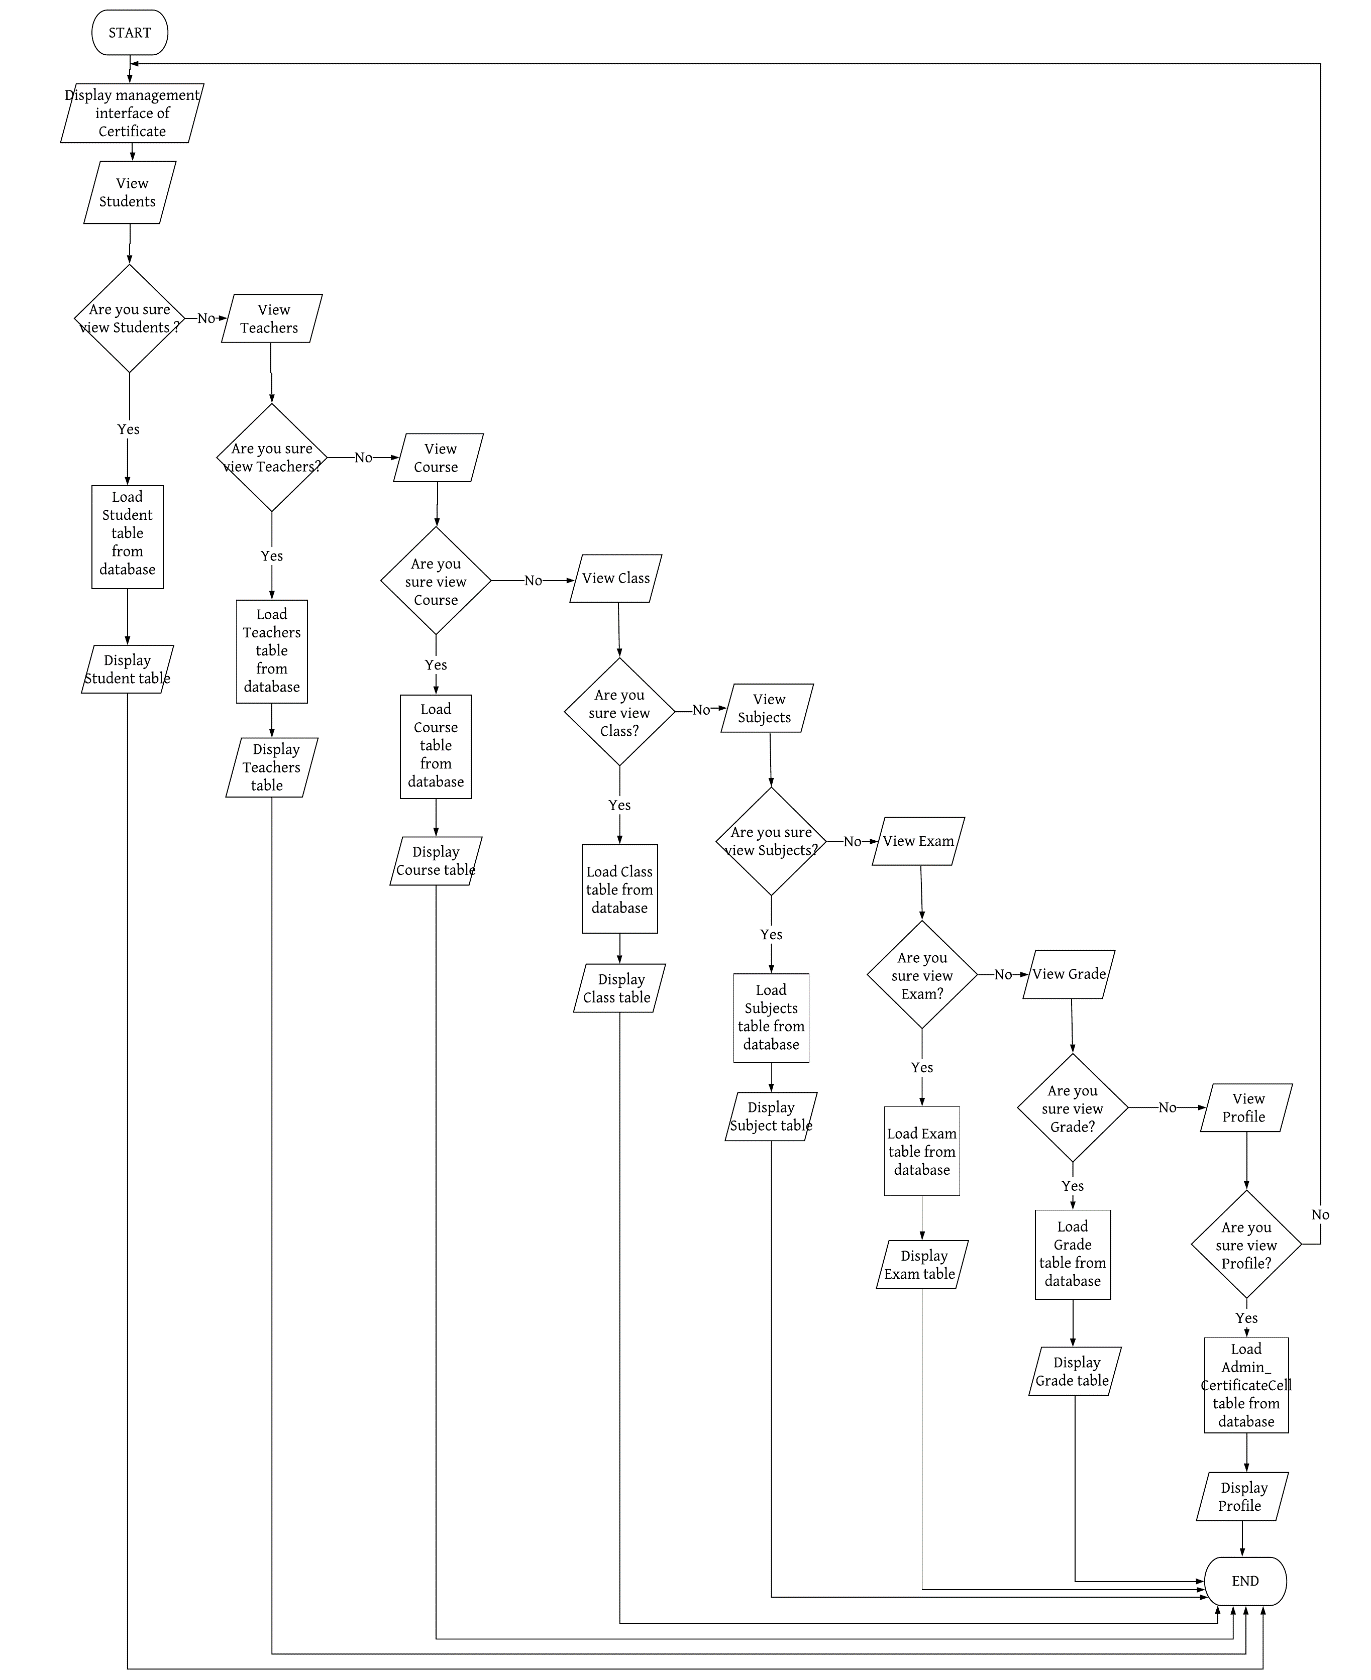 START
Display management
interface of
Certificate
View
Students
Are you sure
view Students ?
No
View
Teachers
Yes
Are you sure
view Teachers?
No
View
Course
Load
Student
table
from
database
Yes
Are you
sure view
Course
No
View Class
Load
Teachers
table
from
database
Display
Student table
Yes
Are you
sure view
Class?
No
View
Subjects
Load
Course
table
from
database
Display
Teachers
table
Yes
Are you sure
view Subjects?
No
View Exam
Display
Course table
Load Class
table from
database
Yes
Are you
sure view
Exam?
No
View Grade
Display
Class table
Load
Subjects
table from
database
Yes
Are you
sure view
Grade?
No
View
Profile
Display
Subject table
Load Exam
table from
database
Yes
Are you
sure view
Profile?
No
Load
Grade
table from
database
Display
Exam table
Yes
Load
Admin_
CertificateCell
table from
database
Display
Grade table
Display
Profile
END